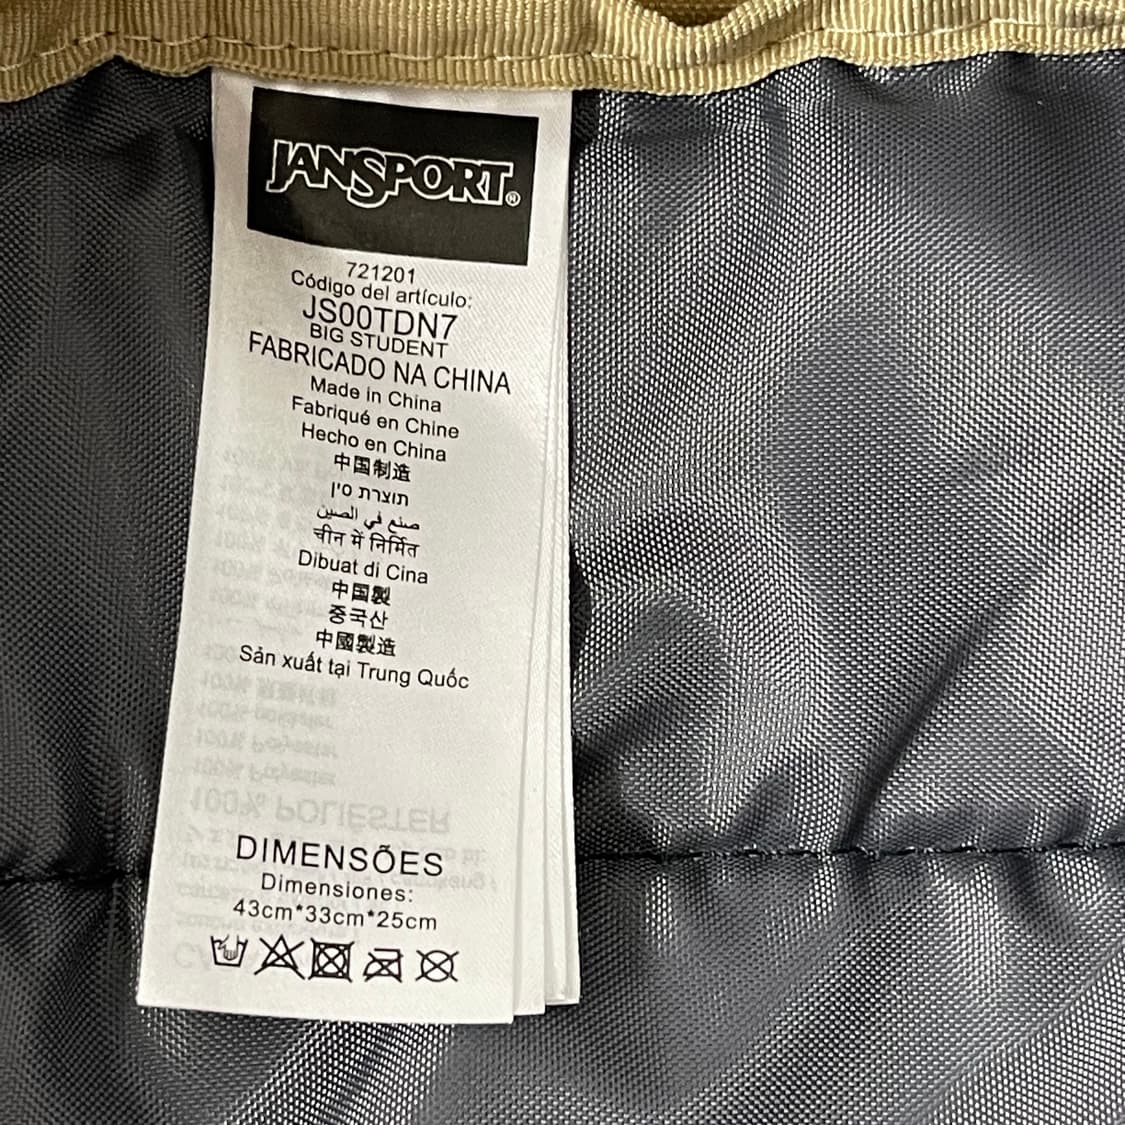 JANSPORT®
721201
Código del artículo:
JS00TDN7
BIG STUDENT
FABRICADO NA CHINA
Made in China
Fabriqué en Chine
Hecho en China
中国制造
תוצרת סין
صنع في الصين
चीन में निर्मित
Dibuat di Cina
中国製
중국산
中國製造
Sản xuất tại Trung Quốc
100% POLIÉSTER
DIMENSÕES
Dimensiones:
43cm*33cm*25cm